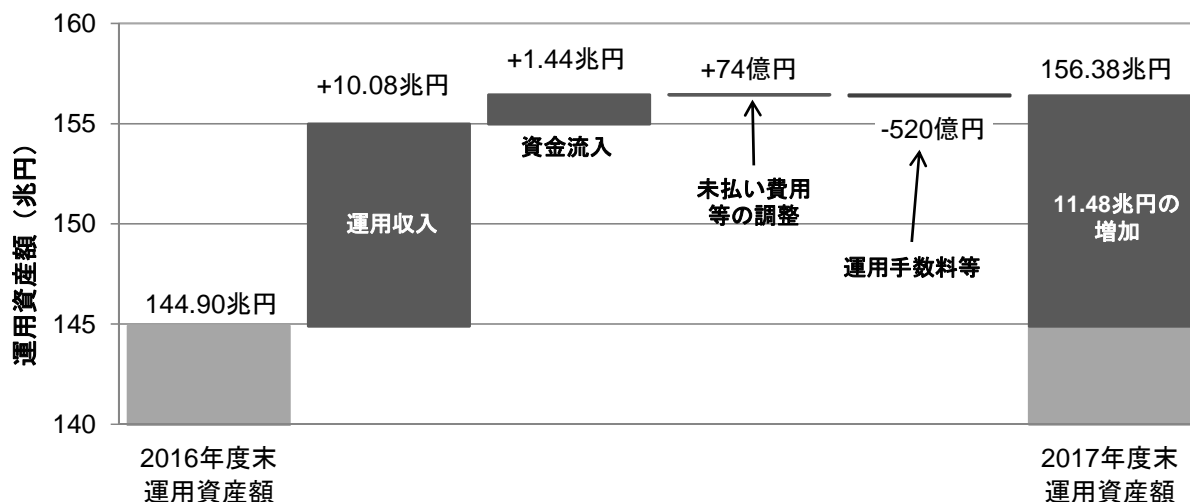 運用資産額（兆円）
160
155
150
145
140
144.90兆円
+10.08兆円
運用収入
+1.44兆円
資金流入
+74億円
未払い費用
等の調整
-520億円
運用手数料等
156.38兆円
11.48兆円の
増加
2016年度末
運用資産額
2017年度末
運用資産額